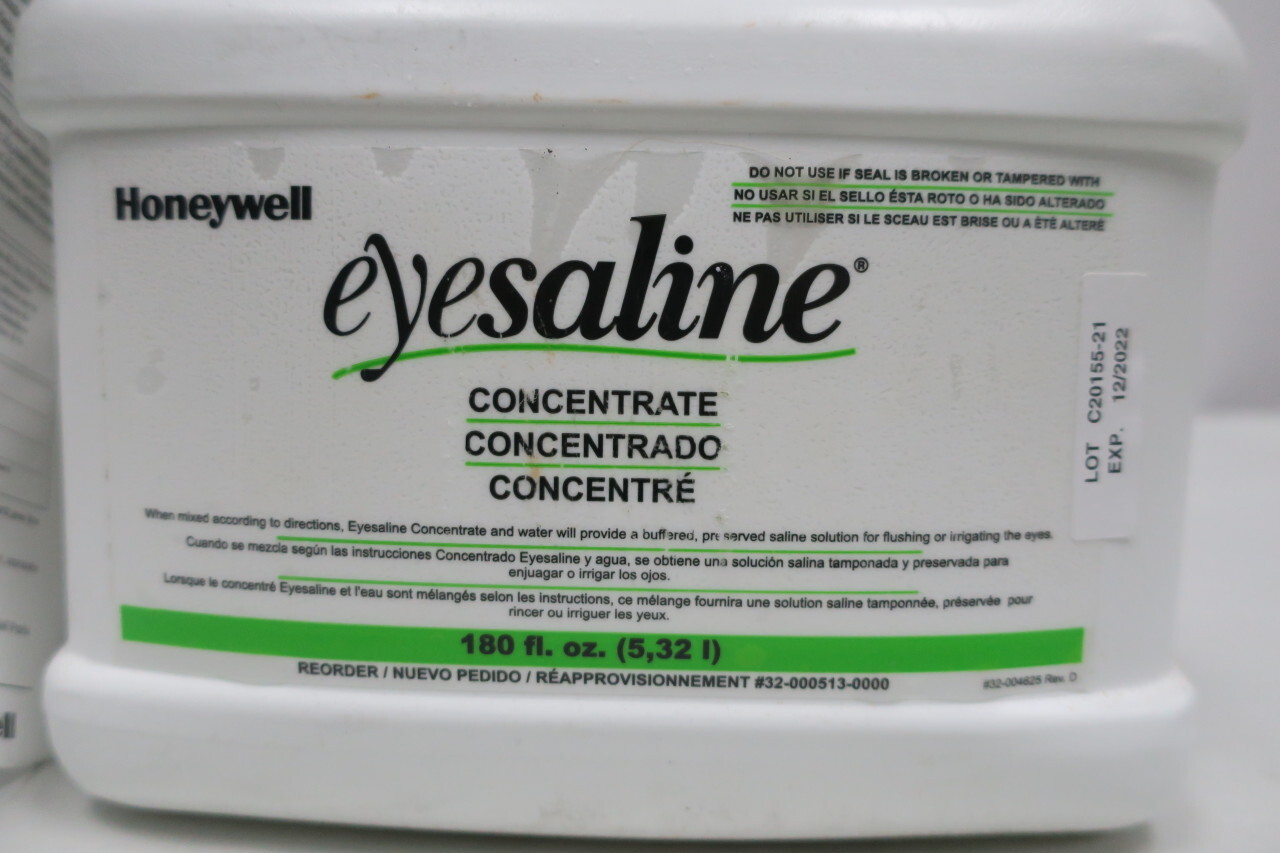 Honeywell
DO NOT USE IF SEAL IS BROKEN OR TAMPERED WITH
NO USAR SI EL SELLO ÉSTA ROTO O HA SIDO ALTERADO
NE PAS UTILISER SI LE SCEAU EST BRISE OU A ÈTÈ ALTERÉ
eyesaline®
LOT C20155-21
EXP. 12/2022
CONCENTRATE
CONCENTRADO
CONCENTRÉ
When mixed according to directions, Eyesaline Concentrate and water will provide a buffered, preserved saline solution for flushing or irrigating the eyes.
Cuando se mezcla según las instrucciones Concentrado Eyesaline y agua, se obtiene una solución salina tamponada y preservada para
enjuagar o irrigar los ojos.
Lorsque le concentré Eyesaline et l'eau sont mélangés selon les instructions, ce mélange fournira une solution saline tamponnée, préservée pour
rincer ou irriguer les yeux.
180 fl. oz. (5,32 l)
REORDER / NUEVO PEDIDO / RÉAPPROVISIONNEMENT #32-000513-0000
#32-004625 Rev. D